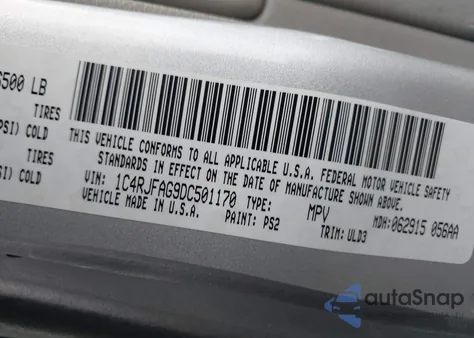 6500 LB
TIRES
PSI) COLD
TIRES
SI) COLD
THIS VEHICLE CONFORMS TO ALL APPLICABLE U.S.A. FEDERAL MOTOR VEHICLE SAFETY
STANDARDS IN EFFECT ON THE DATE OF MANUFACTURE SHOWN ABOVE.
VIN: 1C4RJFAG9DC501170 TYPE: MPV MDH:062915 056AA
VEHICLE MADE IN U.S.A. PAINT: PS2 TRIM: ULD3
autoSnap